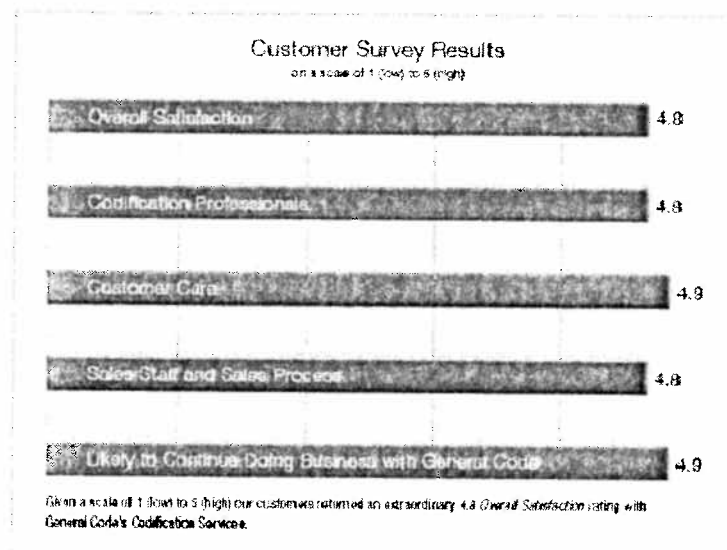 Customer Survey Results
on a scale of 1 (low) to 5 (high)
Overall Satisfaction 4.8
Codification Professionals 4.8
Customer Care 4.9
Sales Staff and Sales Process 4.8
Likely to Continue Doing Business with General Code 4.9
Given a scale of 1 (low) to 5 (high) our customers returned an extraordinary 4.8 Overall Satisfaction rating with
General Code's Codification Services.